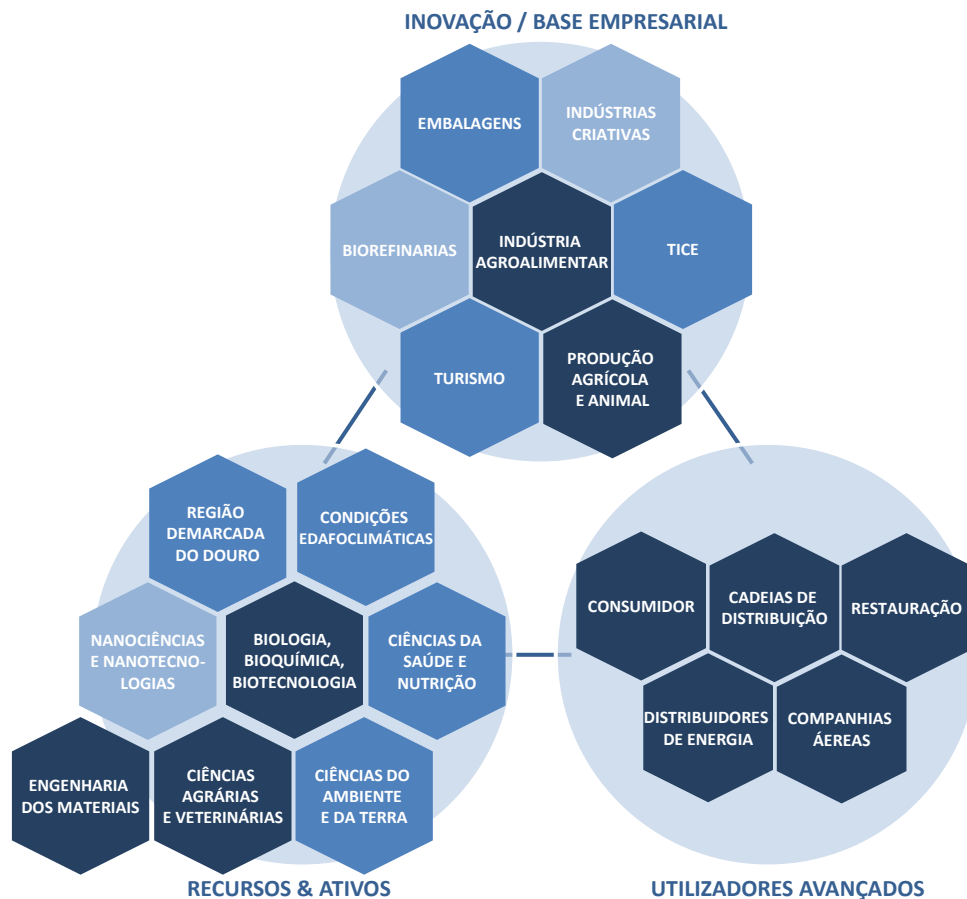 INOVAÇÃO / BASE EMPRESARIAL
EMBALAGENS
INDÚSTRIAS
CRIATIVAS
BIOREFINARIAS
INDÚSTRIA
AGROALIMENTAR
TICE
TURISMO
PRODUÇÃO
AGRÍCOLA
E ANIMAL
REGIÃO
DEMARCADA
DO DOURO
CONDIÇÕES
EDAFOCLIMÁTICAS
NANOCIÊNCIAS
E NANOTECNO-
LOGIAS
BIOLOGIA,
BIOQUÍMICA,
BIOTECNOLOGIA
CIÊNCIAS DA
SAÚDE E
NUTRIÇÃO
ENGENHARIA
DOS MATERIAIS
CIÊNCIAS
AGRÁRIAS
E VETERINÁRIAS
CIÊNCIAS DO
AMBIENTE
E DA TERRA
RECURSOS & ATIVOS
CONSUMIDOR
CADEIAS DE
DISTRIBUIÇÃO
RESTAURAÇÃO
DISTRIBUIDORES
DE ENERGIA
COMPANHIAS
ÁEREAS
UTILIZADORES AVANÇADOS